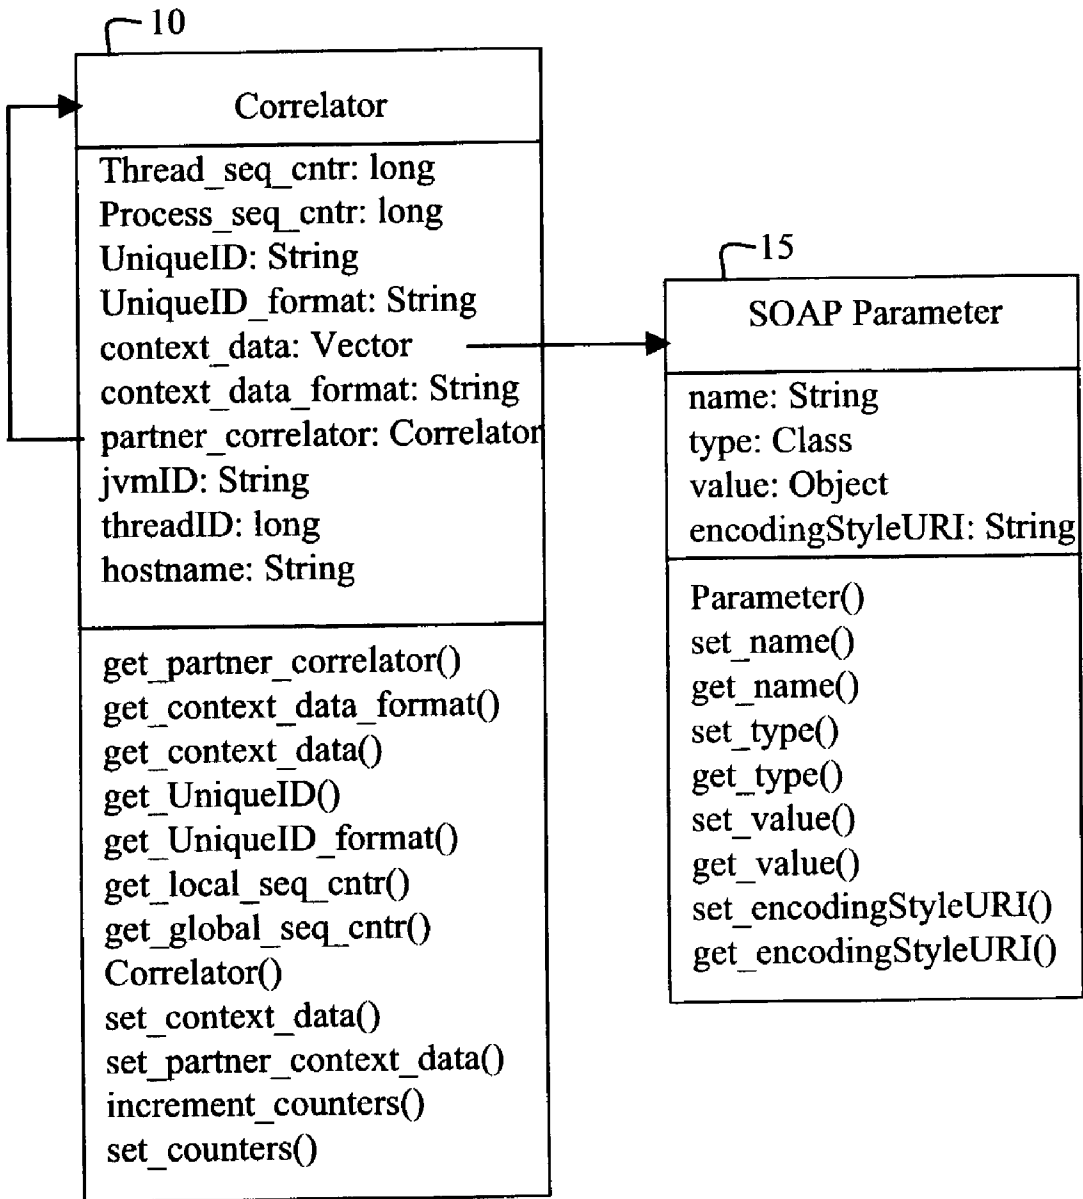 10
Correlator
Thread_seq_cntr: long
Process_seq_cntr: long
UniqueID: String
UniqueID_format: String
context_data: Vector
context_data_format: String
partner_correlator: Correlator
jvmID: String
threadID: long
hostname: String
get_partner_correlator()
get_context_data_format()
get_context_data()
get_UniqueID()
get_UniqueID_format()
get_local_seq_cntr()
get_global_seq_cntr()
Correlator()
set_context_data()
set_partner_context_data()
increment_counters()
set_counters()
15
SOAP Parameter
name: String
type: Class
value: Object
encodingStyleURI: String
Parameter()
set_name()
get_name()
set_type()
get_type()
set_value()
get_value()
set_encodingStyleURI()
get_encodingStyleURI()